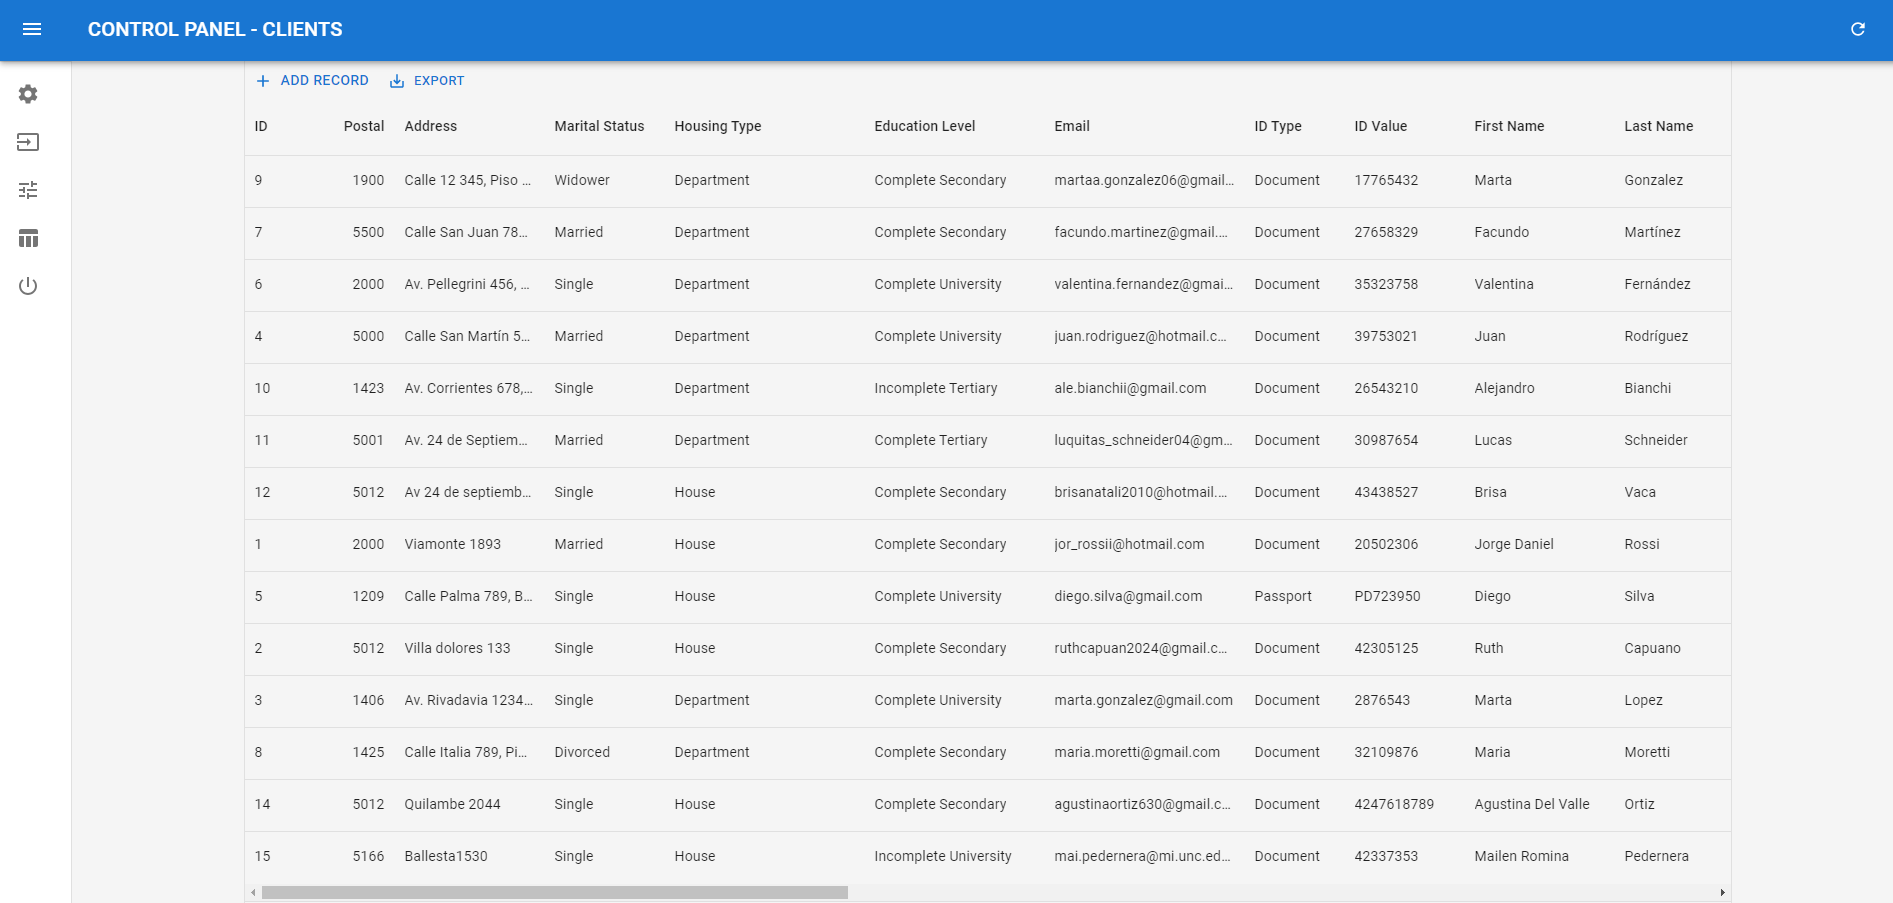 CONTROL PANEL - CLIENTS
ADD RECORD EXPORT
ID Postal Address Marital Status Housing Type Education Level Email ID Type ID Value First Name Last Name
9 1900 Calle 12 345, Piso ... Widower Department Complete Secondary martaa.gonzalez06@gmail... Document 17765432 Marta Gonzalez
7 5500 Calle San Juan 78... Married Department Complete Secondary facundo.martinez@gmail.... Document 27658329 Facundo Martínez
6 2000 Av. Pellegrini 456, ... Single Department Complete University valentina.fernandez@gmai... Document 35323758 Valentina Fernández
4 5000 Calle San Martín 5... Married Department Complete University juan.rodriguez@hotmail.c... Document 39753021 Juan Rodríguez
10 1423 Av. Corrientes 678,... Single Department Incomplete Tertiary ale.bianchii@gmail.com Document 26543210 Alejandro Bianchi
11 5001 Av. 24 de Septiem... Married Department Complete Tertiary luquitas_schneider04@gm... Document 30987654 Lucas Schneider
12 5012 Av 24 de septiemb... Single House Complete Secondary brisanatali2010@hotmail.... Document 43438527 Brisa Vaca
1 2000 Viamonte 1893 Married House Complete Secondary jor_rossii@hotmail.com Document 20502306 Jorge Daniel Rossi
5 1209 Calle Palma 789, B... Single House Complete University diego.silva@gmail.com Passport PD723950 Diego Silva
2 5012 Villa dolores 133 Single House Complete Secondary ruthcapuan2024@gmail.c... Document 42305125 Ruth Capuano
3 1406 Av. Rivadavia 1234... Single Department Complete University marta.gonzalez@gmail.com Document 2876543 Marta Lopez
8 1425 Calle Italia 789, Pi... Divorced Department Complete Secondary maria.moretti@gmail.com Document 32109876 Maria Moretti
14 5012 Quilambe 2044 Single House Complete Secondary agustinaortiz630@gmail.c... Document 4247618789 Agustina Del Valle Ortiz
15 5166 Ballesta1530 Single House Incomplete University mai.pedernera@mi.unc.ed... Document 42337353 Mailen Romina Pedernera